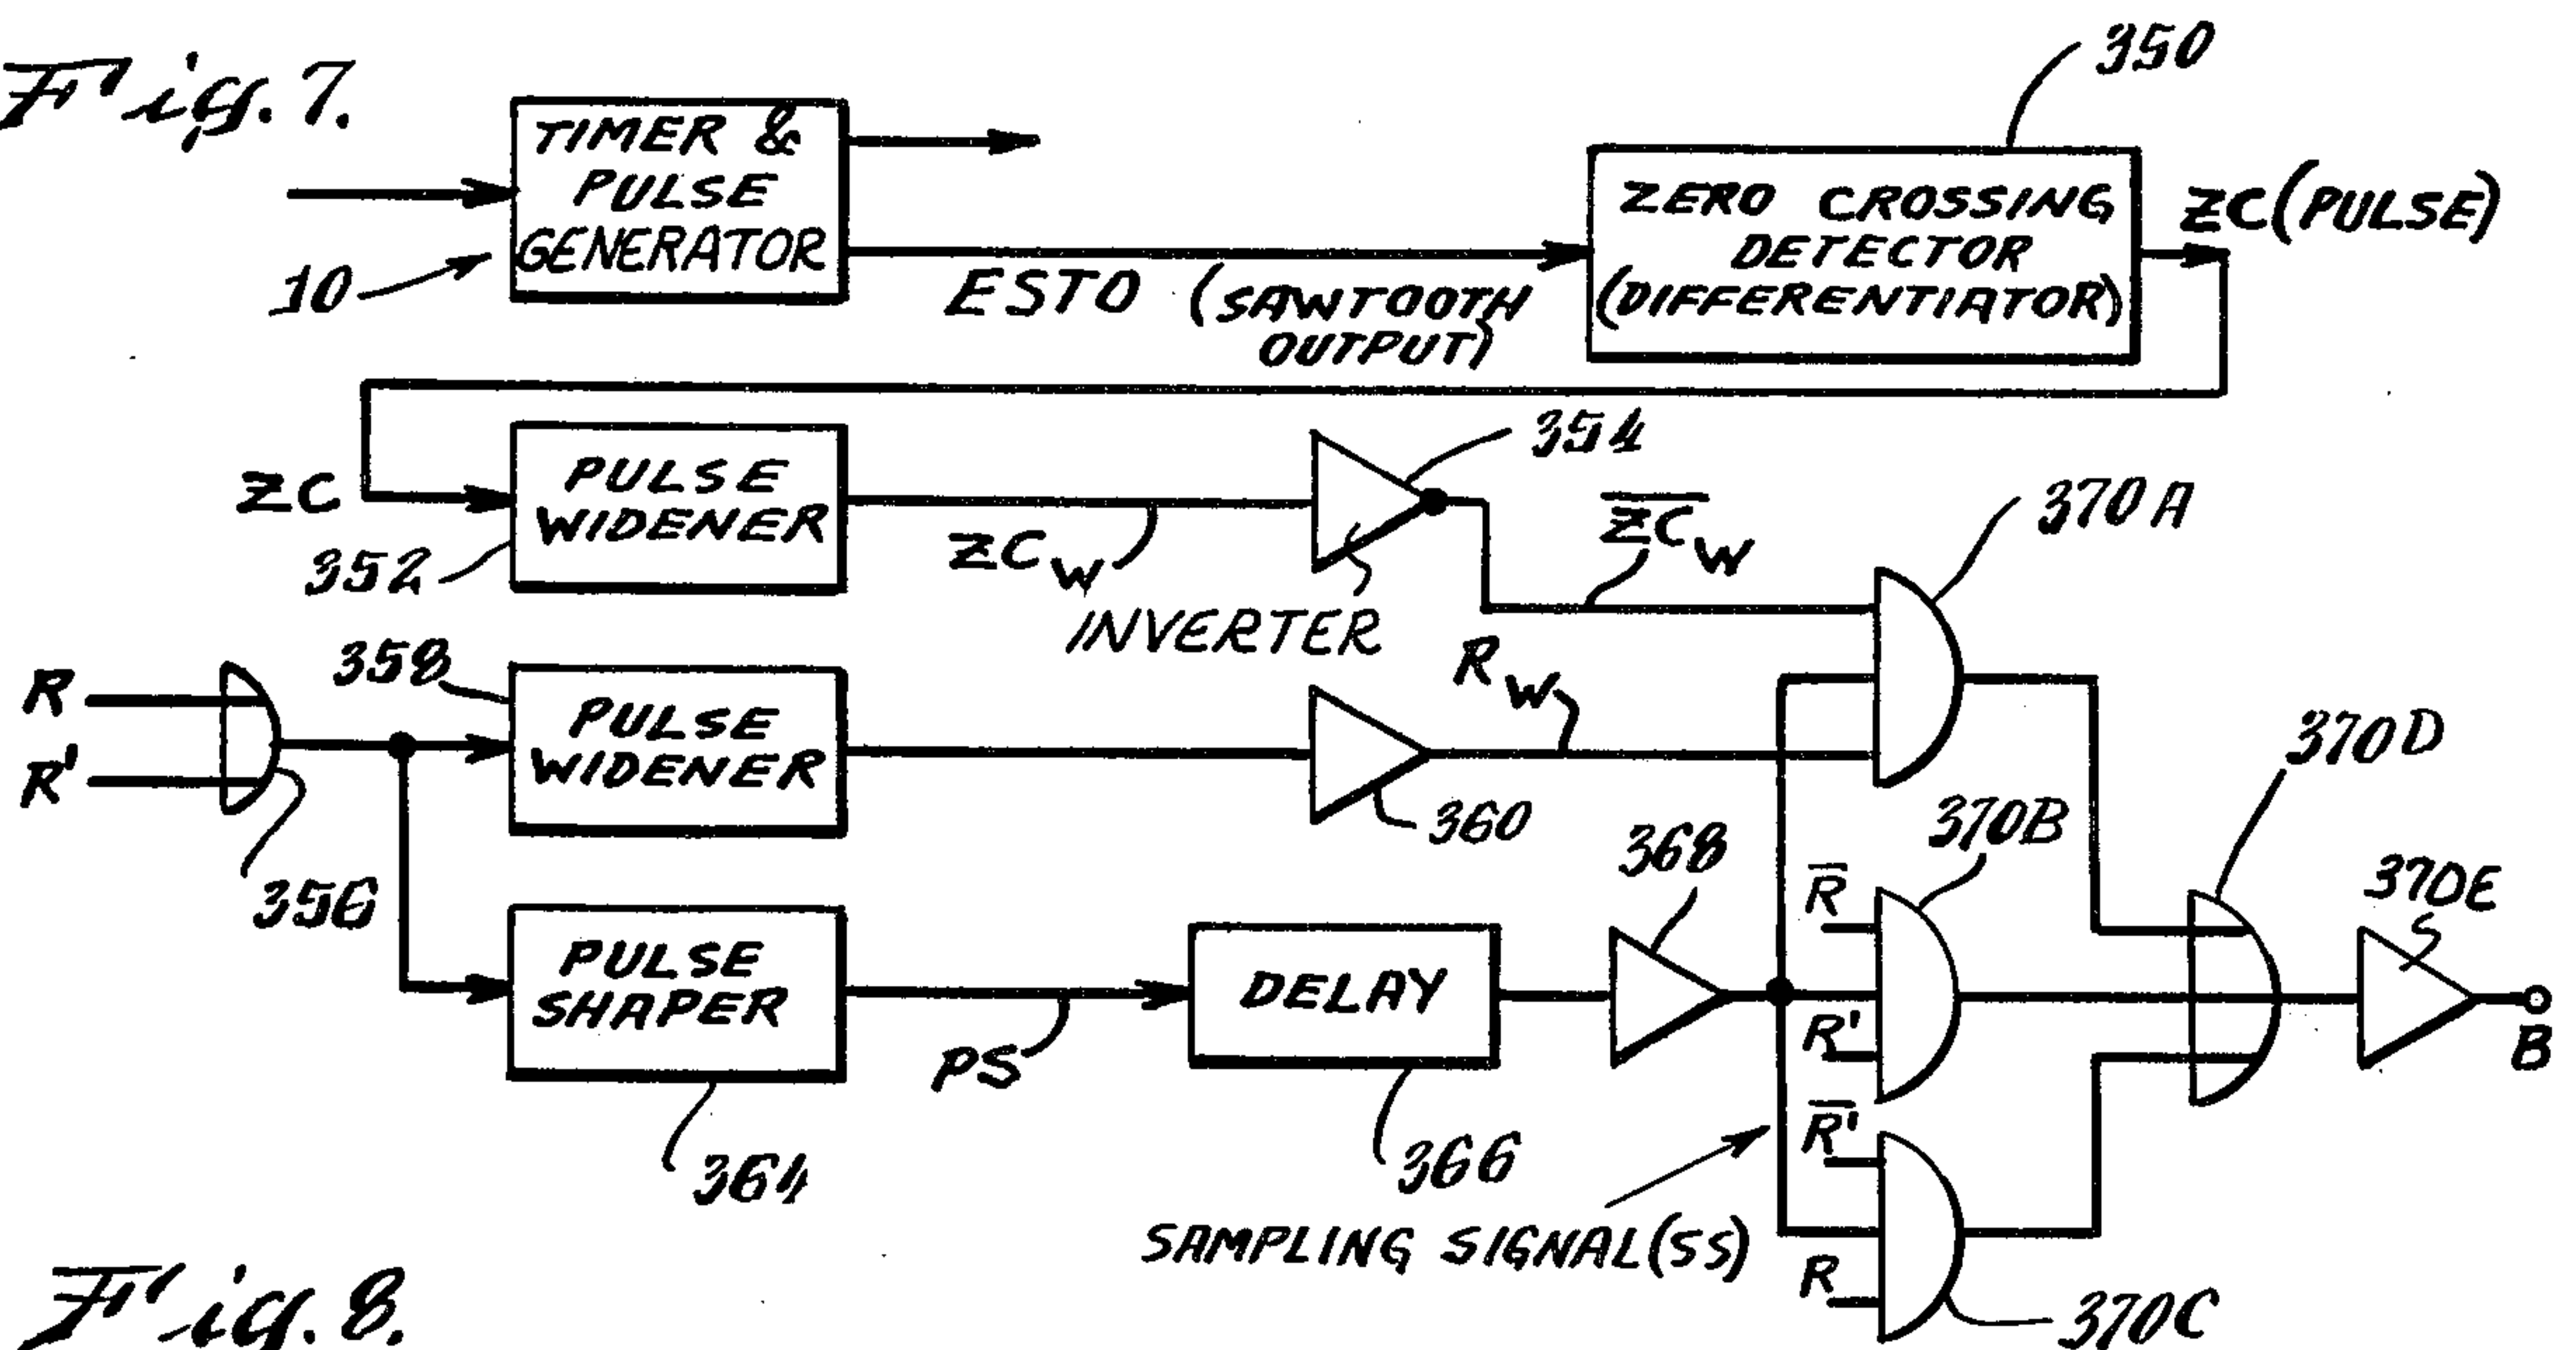 Fig. 7.
350
TIMER &
PULSE
GENERATOR
10
ESTO (SAWTOOTH
OUTPUT)
ZERO CROSSING
DETECTOR
(DIFFERENTIATOR)
ZC (PULSE)
ZC
PULSE
WIDENER
352
ZCW
354
INVERTER
Z̅C̅W
370A
R
R'
356
358
PULSE
WIDENER
RW
360
370D
PULSE
SHAPER
364
PS
DELAY
366
368
SAMPLING SIGNAL (SS)
370B
R̅
R'
R̅'
R
370C
370E
B
Fig. 8.